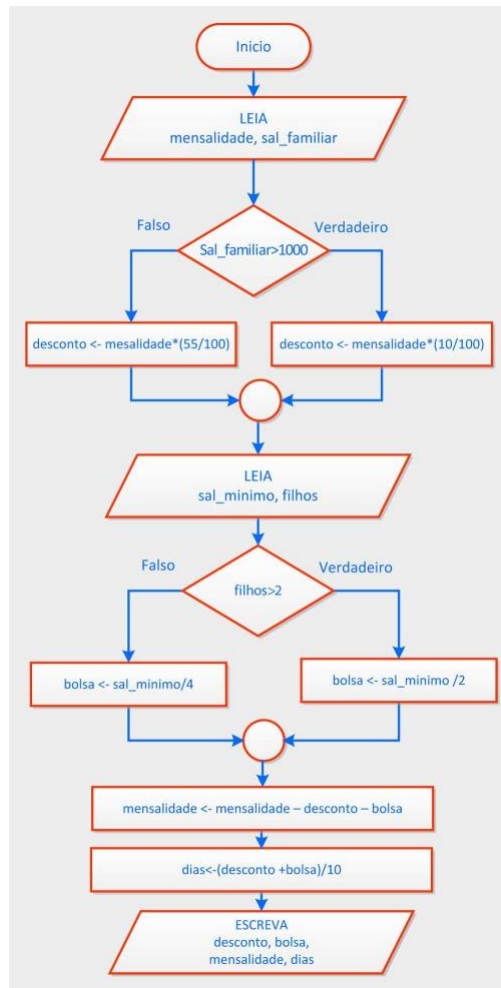 Inicio
LEIA
mensalidade, sal_familiar
Falso
Verdadeiro
Sal_familiar>1000
desconto <- mesalidade*(55/100)
desconto <- mensalidade*(10/100)
LEIA
sal_minimo, filhos
Falso
Verdadeiro
filhos>2
bolsa <- sal_minimo/4
bolsa <- sal_minimo /2
mensalidade <- mensalidade – desconto – bolsa
dias<-(desconto +bolsa)/10
ESCREVA
desconto, bolsa,
mensalidade, dias